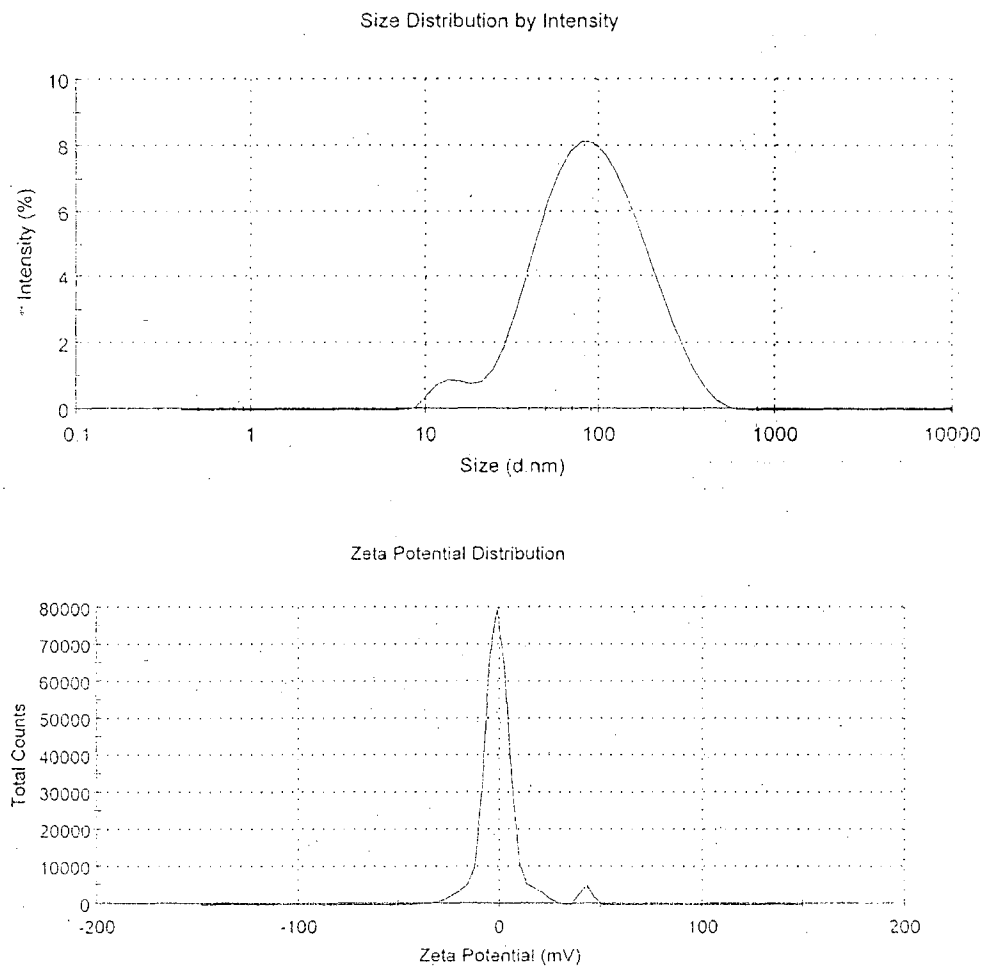 Size Distribution by Intensity
10
8
6
4
2
0
Intensity (%)
0.1 1 10 100 1000 10000
Size (d.nm)
Zeta Potential Distribution
80000
70000
60000
50000
40000
30000
20000
10000
0
Total Counts
-200 -100 0 100 200
Zeta Potential (mV)